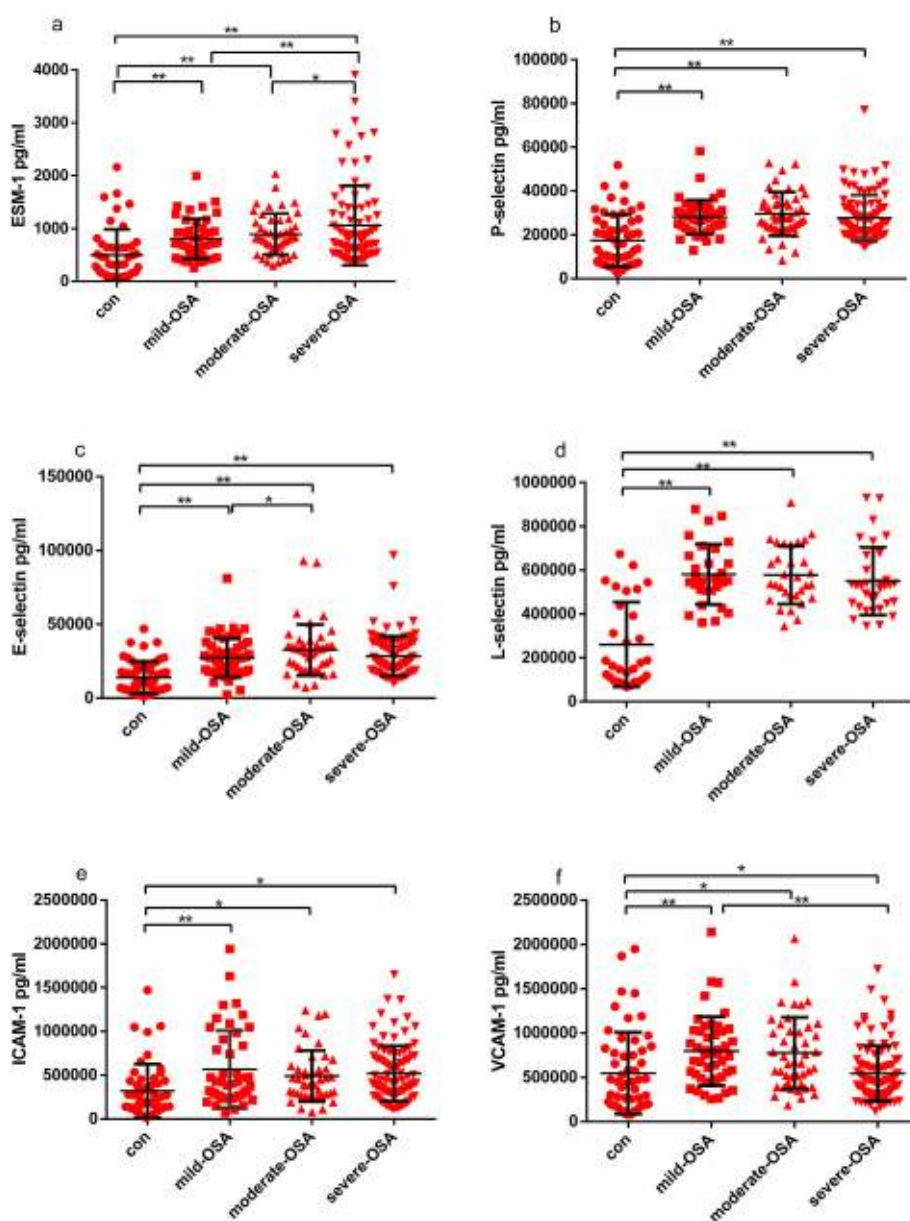 a
**
**
**
**
*
4000
3000
2000
1000
0
ESM-1 pg/ml
con
mild-OSA
moderate-OSA
severe-OSA
b
**
**
**
100000
80000
60000
40000
20000
0
P-selectin pg/ml
con
mild-OSA
moderate-OSA
severe-OSA
c
**
**
**
*
150000
100000
50000
0
E-selectin pg/ml
con
mild-OSA
moderate-OSA
severe-OSA
d
**
**
**
1000000
800000
600000
400000
200000
0
L-selectin pg/ml
con
mild-OSA
moderate-OSA
severe-OSA
e
*
*
**
2500000
2000000
1500000
1000000
500000
0
ICAM-1 pg/ml
con
mild-OSA
moderate-OSA
severe-OSA
f
*
*
**
**
2500000
2000000
1500000
1000000
500000
0
VCAM-1 pg/ml
con
mild-OSA
moderate-OSA
severe-OSA